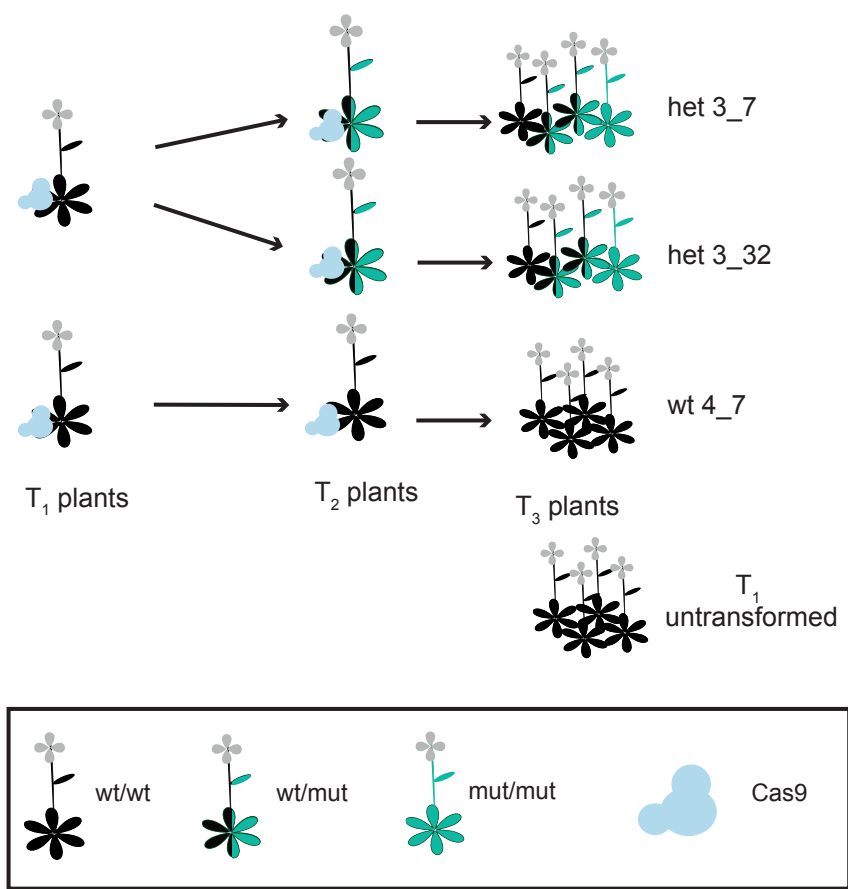 het 3_7
het 3_32
wt 4_7
T₁ plants
T₂ plants
T₃ plants
T₁
untransformed
wt/wt
wt/mut
mut/mut
Cas9